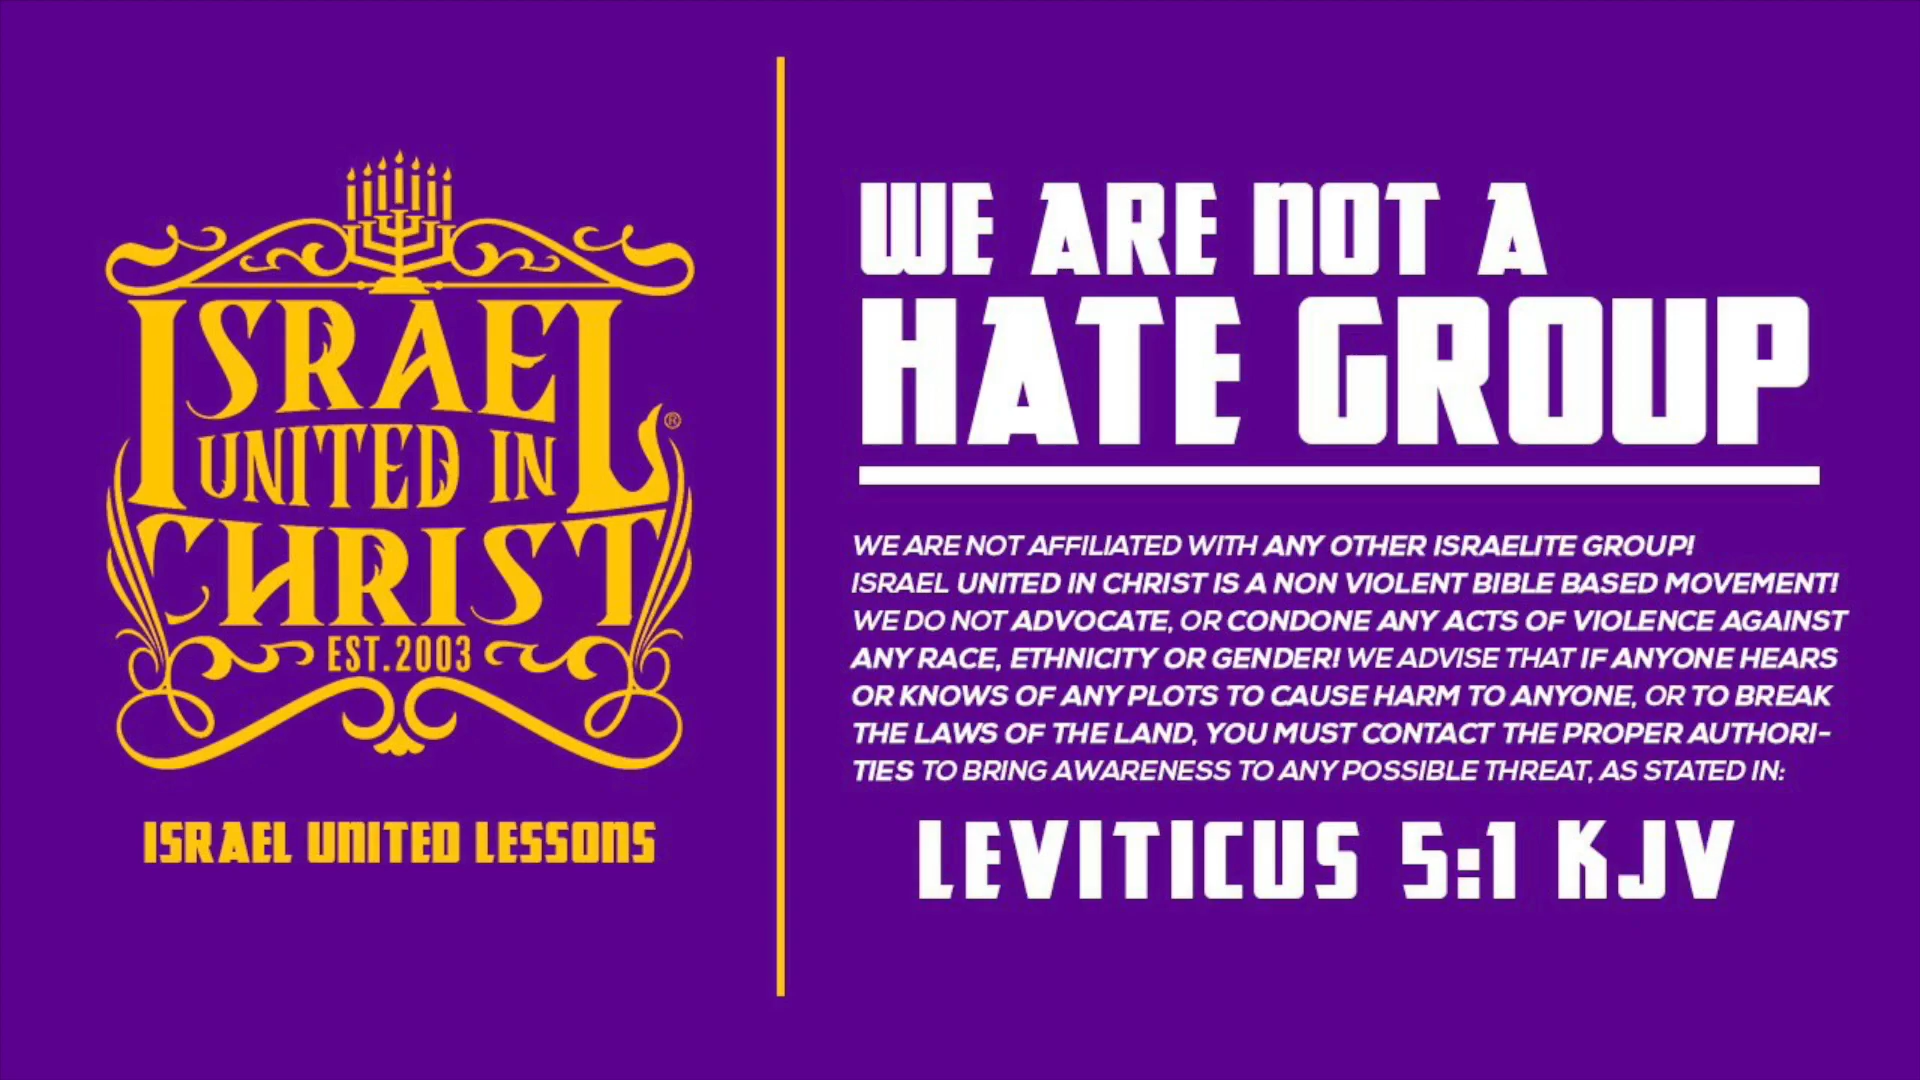 ISRAEL
UNITED IN
CHRIST
®
EST.2003
ISRAEL UNITED LESSONS
WE ARE NOT A
HATE GROUP
WE ARE NOT AFFILIATED WITH ANY OTHER ISRAELITE GROUP!
ISRAEL UNITED IN CHRIST IS A NON VIOLENT BIBLE BASED MOVEMENT!
WE DO NOT ADVOCATE, OR CONDONE ANY ACTS OF VIOLENCE AGAINST
ANY RACE, ETHNICITY OR GENDER! WE ADVISE THAT IF ANYONE HEARS
OR KNOWS OF ANY PLOTS TO CAUSE HARM TO ANYONE, OR TO BREAK
THE LAWS OF THE LAND, YOU MUST CONTACT THE PROPER AUTHORI-
TIES TO BRING AWARENESS TO ANY POSSIBLE THREAT, AS STATED IN:
LEVITICUS 5:1 KJV